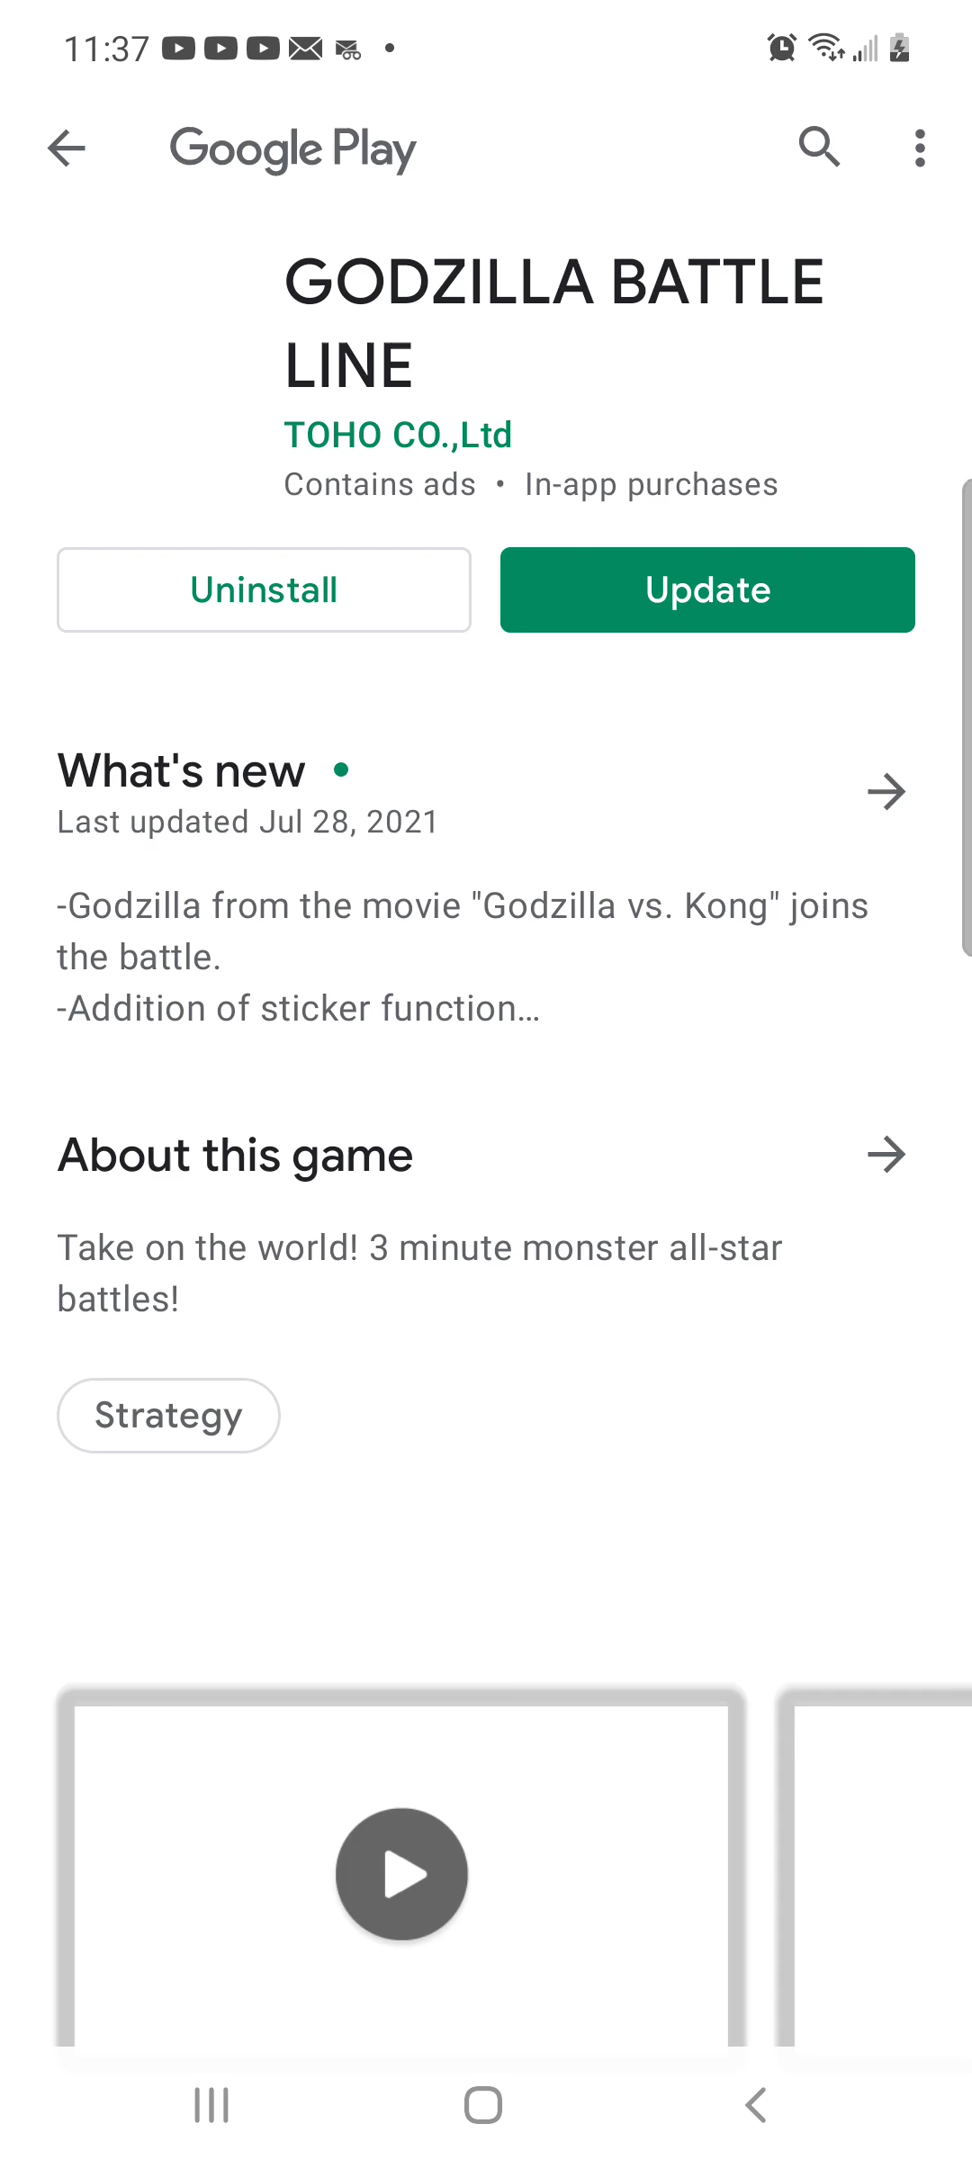 11:37
Google Play
GODZILLA BATTLE
LINE
TOHO CO.,Ltd
Contains ads • In-app purchases
Uninstall
Update
What's new •
Last updated Jul 28, 2021
-Godzilla from the movie "Godzilla vs. Kong" joins
the battle.
-Addition of sticker function…
About this game
Take on the world! 3 minute monster all-star
battles!
Strategy